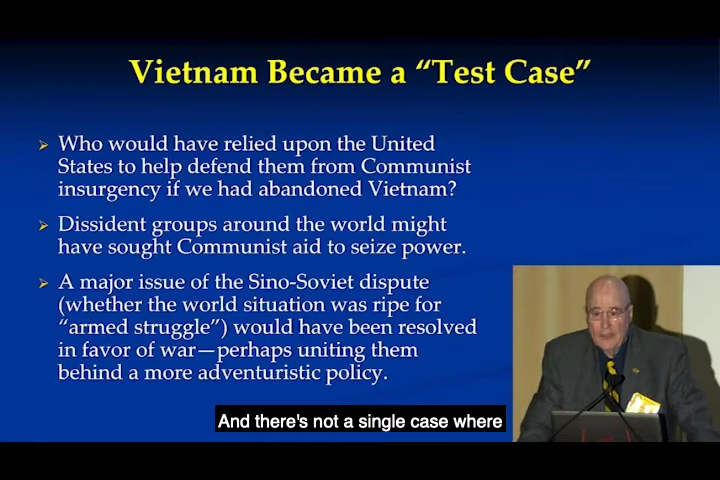 Vietnam Became a “Test Case”
Who would have relied upon the United
States to help defend them from Communist
insurgency if we had abandoned Vietnam?
Dissident groups around the world might
have sought Communist aid to seize power.
A major issue of the Sino-Soviet dispute
(whether the world situation was ripe for
“armed struggle”) would have been resolved
in favor of war—perhaps uniting them
behind a more adventuristic policy.
And there's not a single case where